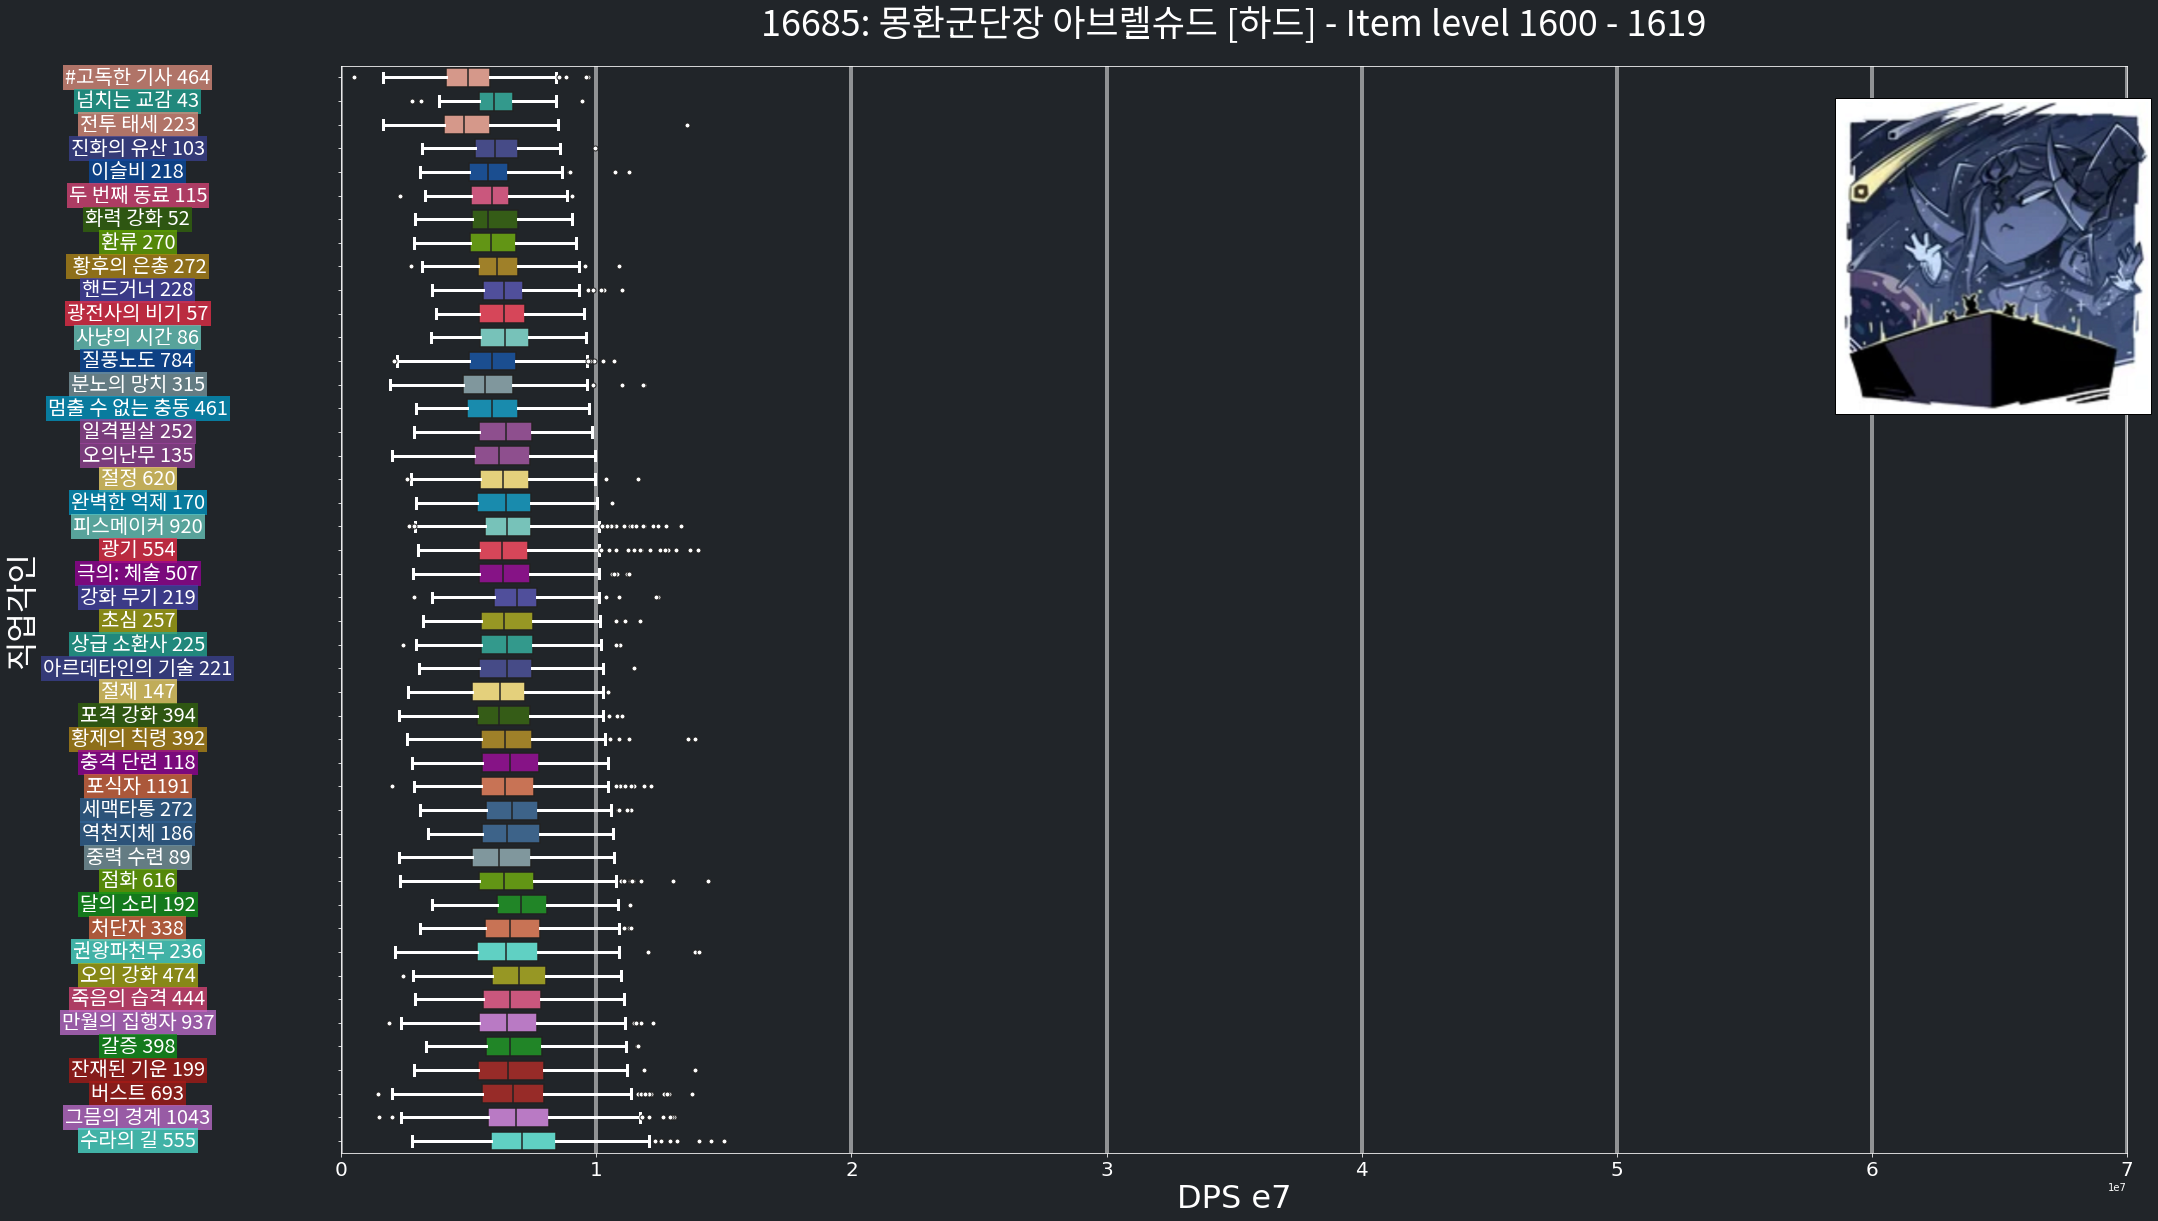 16685: 몽환군단장 아브렐슈드 [하드] - Item level 1600 - 1619
직업각인
#고독한 기사 464
넘치는 교감 43
전투 태세 223
진화의 유산 103
이슬비 218
두 번째 동료 115
화력 강화 52
환류 270
황후의 은총 272
핸드거너 228
광전사의 비기 57
사냥의 시간 86
질풍노도 784
분노의 망치 315
멈출 수 없는 충동 461
일격필살 252
오의난무 135
절정 620
완벽한 억제 170
피스메이커 920
광기 554
극의: 체술 507
강화 무기 219
초심 257
상급 소환사 225
아르데타인의 기술 221
절제 147
포격 강화 394
황제의 칙령 392
충격 단련 118
포식자 1191
세맥타통 272
역천지체 186
중력 수련 89
점화 616
달의 소리 192
처단자 338
권왕파천무 236
오의 강화 474
죽음의 습격 444
만월의 집행자 937
갈증 398
잔재된 기운 199
버스트 693
그믐의 경계 1043
수라의 길 555
0 1 2 3 4 5 6 7
1e7
DPS e7